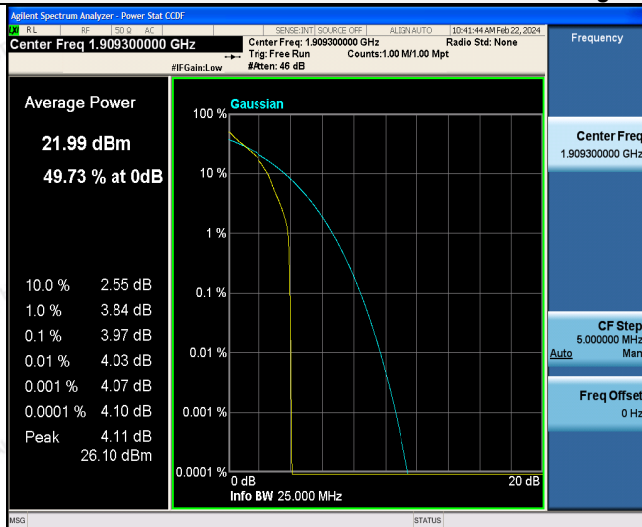 Agilent Spectrum Analyzer - Power Stat CCDF
LXI RL RF 50 Ω AC SENSE:INT SOURCE OFF ALIGN AUTO 10:41:44 AM Feb 22, 2024
Center Freq 1.909300000 GHz
Center Freq: 1.909300000 GHz Radio Std: None
Trig: Free Run Counts:1.00 M/1.00 Mpt
#IFGain:Low #Atten: 46 dB
Frequency
Average Power
21.99 dBm
49.73 % at 0dB
10.0 % 2.55 dB
1.0 % 3.84 dB
0.1 % 3.97 dB
0.01 % 4.03 dB
0.001 % 4.07 dB
0.0001 % 4.10 dB
Peak 4.11 dB
26.10 dBm
Gaussian
100 %
10 %
1 %
0.1 %
0.01 %
0.001 %
0.0001 %
0 dB 20 dB
Info BW 25.000 MHz
Center Freq
1.909300000 GHz
CF Step
5.000000 MHz
Auto Man
Freq Offset
0 Hz
MSG STATUS